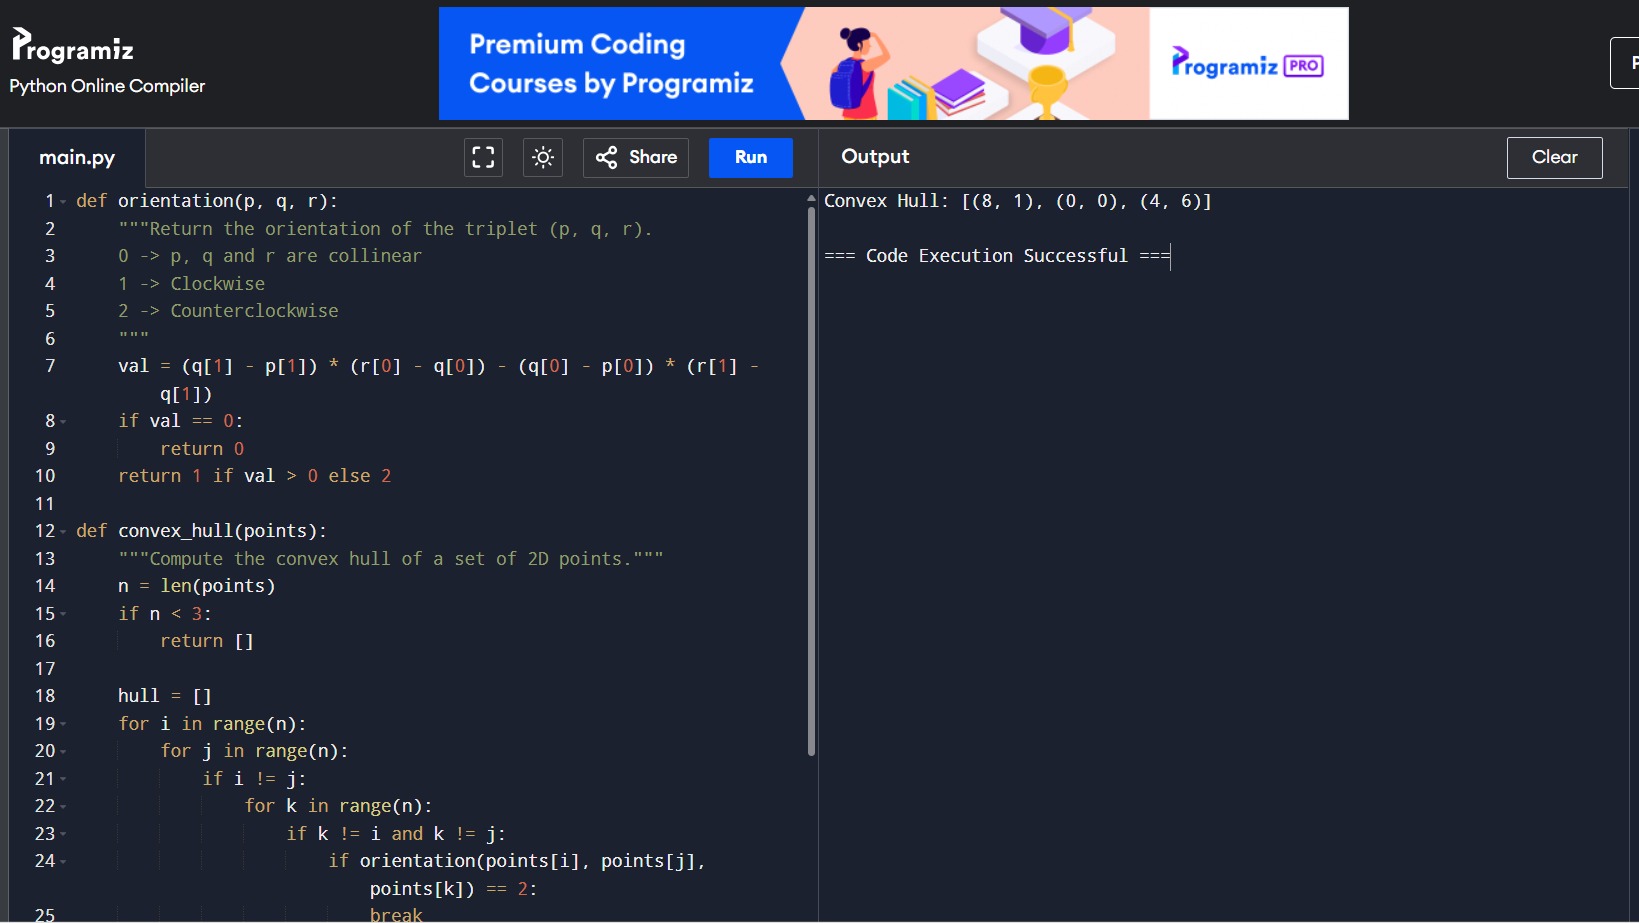 Programiz
Python Online Compiler
Premium Coding
Courses by Programiz
Programiz PRO
main.py
Share
Run
Output
Clear
1 def orientation(p, q, r):
2 """Return the orientation of the triplet (p, q, r).
3 0 -> p, q and r are collinear
4 1 -> Clockwise
5 2 -> Counterclockwise
6 """
7 val = (q[1] - p[1]) * (r[0] - q[0]) - (q[0] - p[0]) * (r[1] -
q[1])
8 if val == 0:
9 return 0
10 return 1 if val > 0 else 2
11
12 def convex_hull(points):
13 """Compute the convex hull of a set of 2D points."""
14 n = len(points)
15 if n < 3:
16 return []
17
18 hull = []
19 for i in range(n):
20 for j in range(n):
21 if i != j:
22 for k in range(n):
23 if k != i and k != j:
24 if orientation(points[i], points[j],
points[k]) == 2:
25 break
Convex Hull: [(8, 1), (0, 0), (4, 6)]
=== Code Execution Successful ===